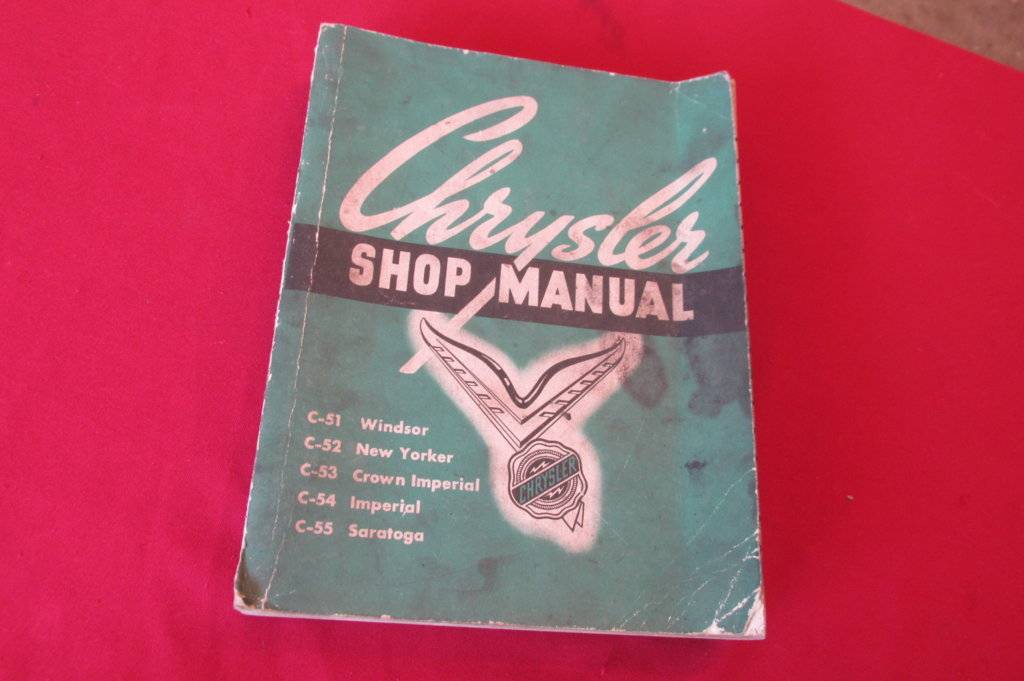 Chrysler
SHOP MANUAL
C-51 Windsor
C-52 New Yorker
C-53 Crown Imperial
C-54 Imperial
C-55 Saratoga
CHRYSLER